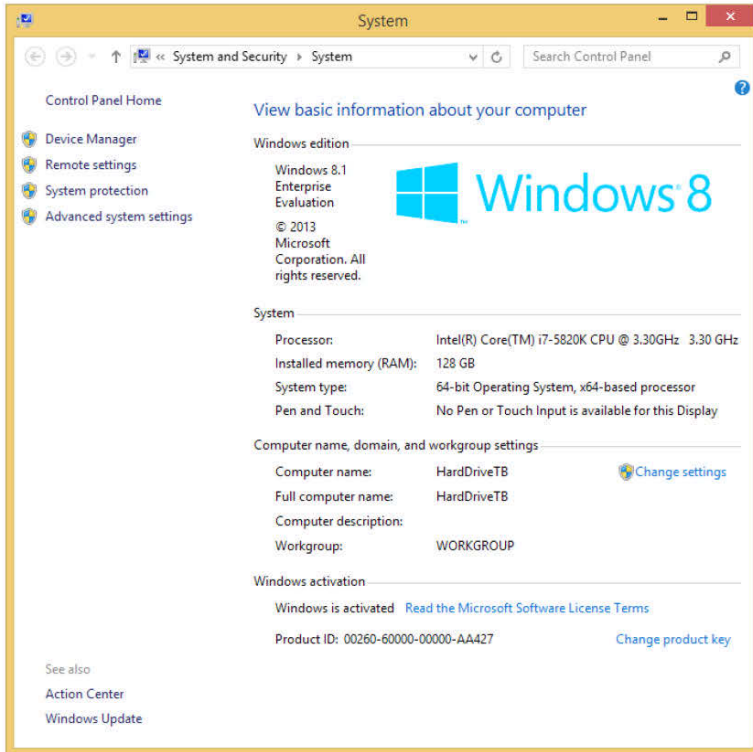 System
« System and Security › System
Search Control Panel
Control Panel Home
Device Manager
Remote settings
System protection
Advanced system settings
See also
Action Center
Windows Update
View basic information about your computer
Windows edition
Windows 8.1
Enterprise
Evaluation
© 2013
Microsoft
Corporation. All
rights reserved.
Windows® 8
System
Processor: Intel(R) Core(TM) i7-5820K CPU @ 3.30GHz 3.30 GHz
Installed memory (RAM): 128 GB
System type: 64-bit Operating System, x64-based processor
Pen and Touch: No Pen or Touch Input is available for this Display
Computer name, domain, and workgroup settings
Computer name: HardDriveTB Change settings
Full computer name: HardDriveTB
Computer description:
Workgroup: WORKGROUP
Windows activation
Windows is activated Read the Microsoft Software License Terms
Product ID: 00260-60000-00000-AA427 Change product key